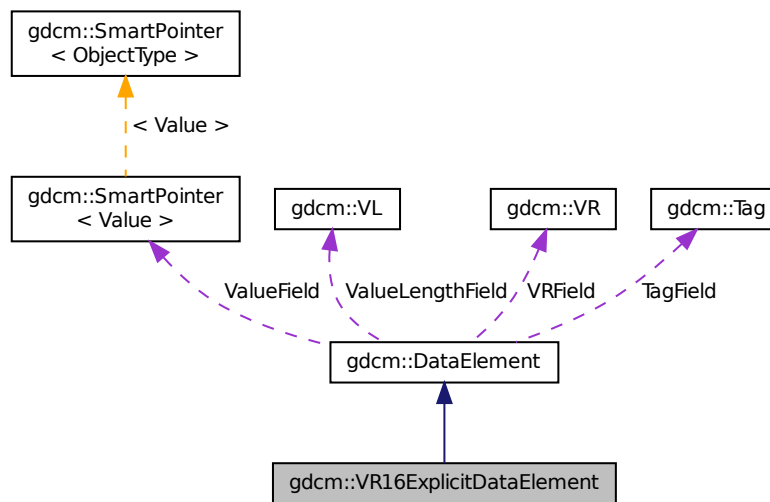 gdcm::SmartPointer
< ObjectType >
< Value >
gdcm::SmartPointer
< Value >
gdcm::VL
gdcm::VR
gdcm::Tag
ValueField
ValueLengthField
VRField
TagField
gdcm::DataElement
gdcm::VR16ExplicitDataElement